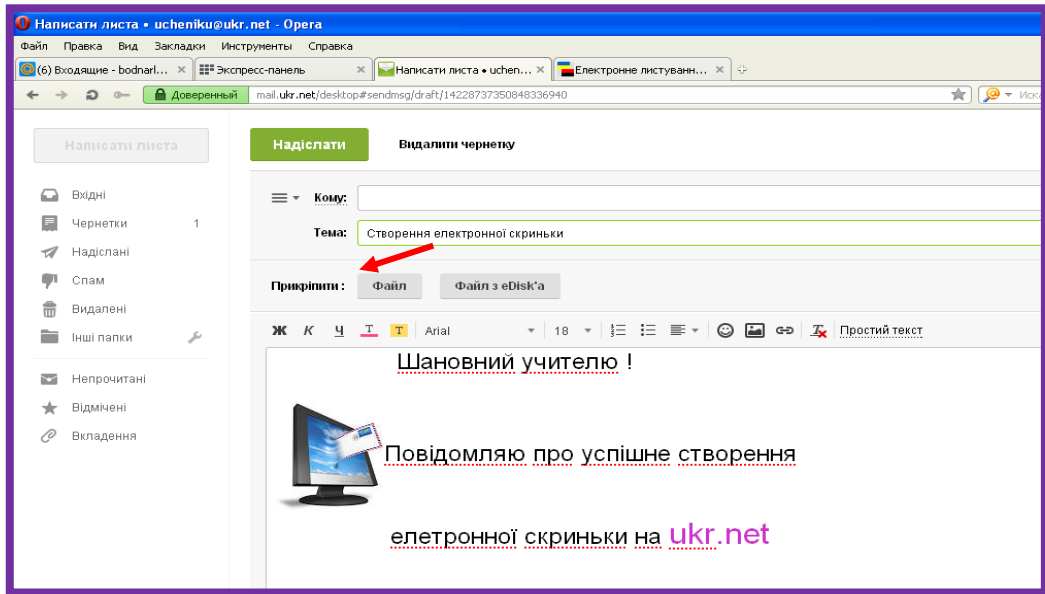 Написати листа • ucheniku@ukr.net - Opera
Файл Правка Вид Закладки Инструменты Справка
(6) Входящие - bodnarl... × Экспресс-панель × Написати листа • uchen... × Електронне листуванн... ×
Доверенный mail.ukr.net/desktop#sendmsg/draft/14228737350848336940
Написати листа
Надіслати Видалити чернетку
Вхідні
Кому:
Чернетки 1
Тема: Створення електронної скриньки
Надіслані
Спам
Прикріпити : Файл Файл з eDisk'a
Видалені
Інші папки
Ж К Ч Т Т Arial 18 Простий текст
Шановний учителю !
Непрочитані
Відмічені
Вкладення
Повідомляю про успішне створення
елетронної скриньки на ukr.net